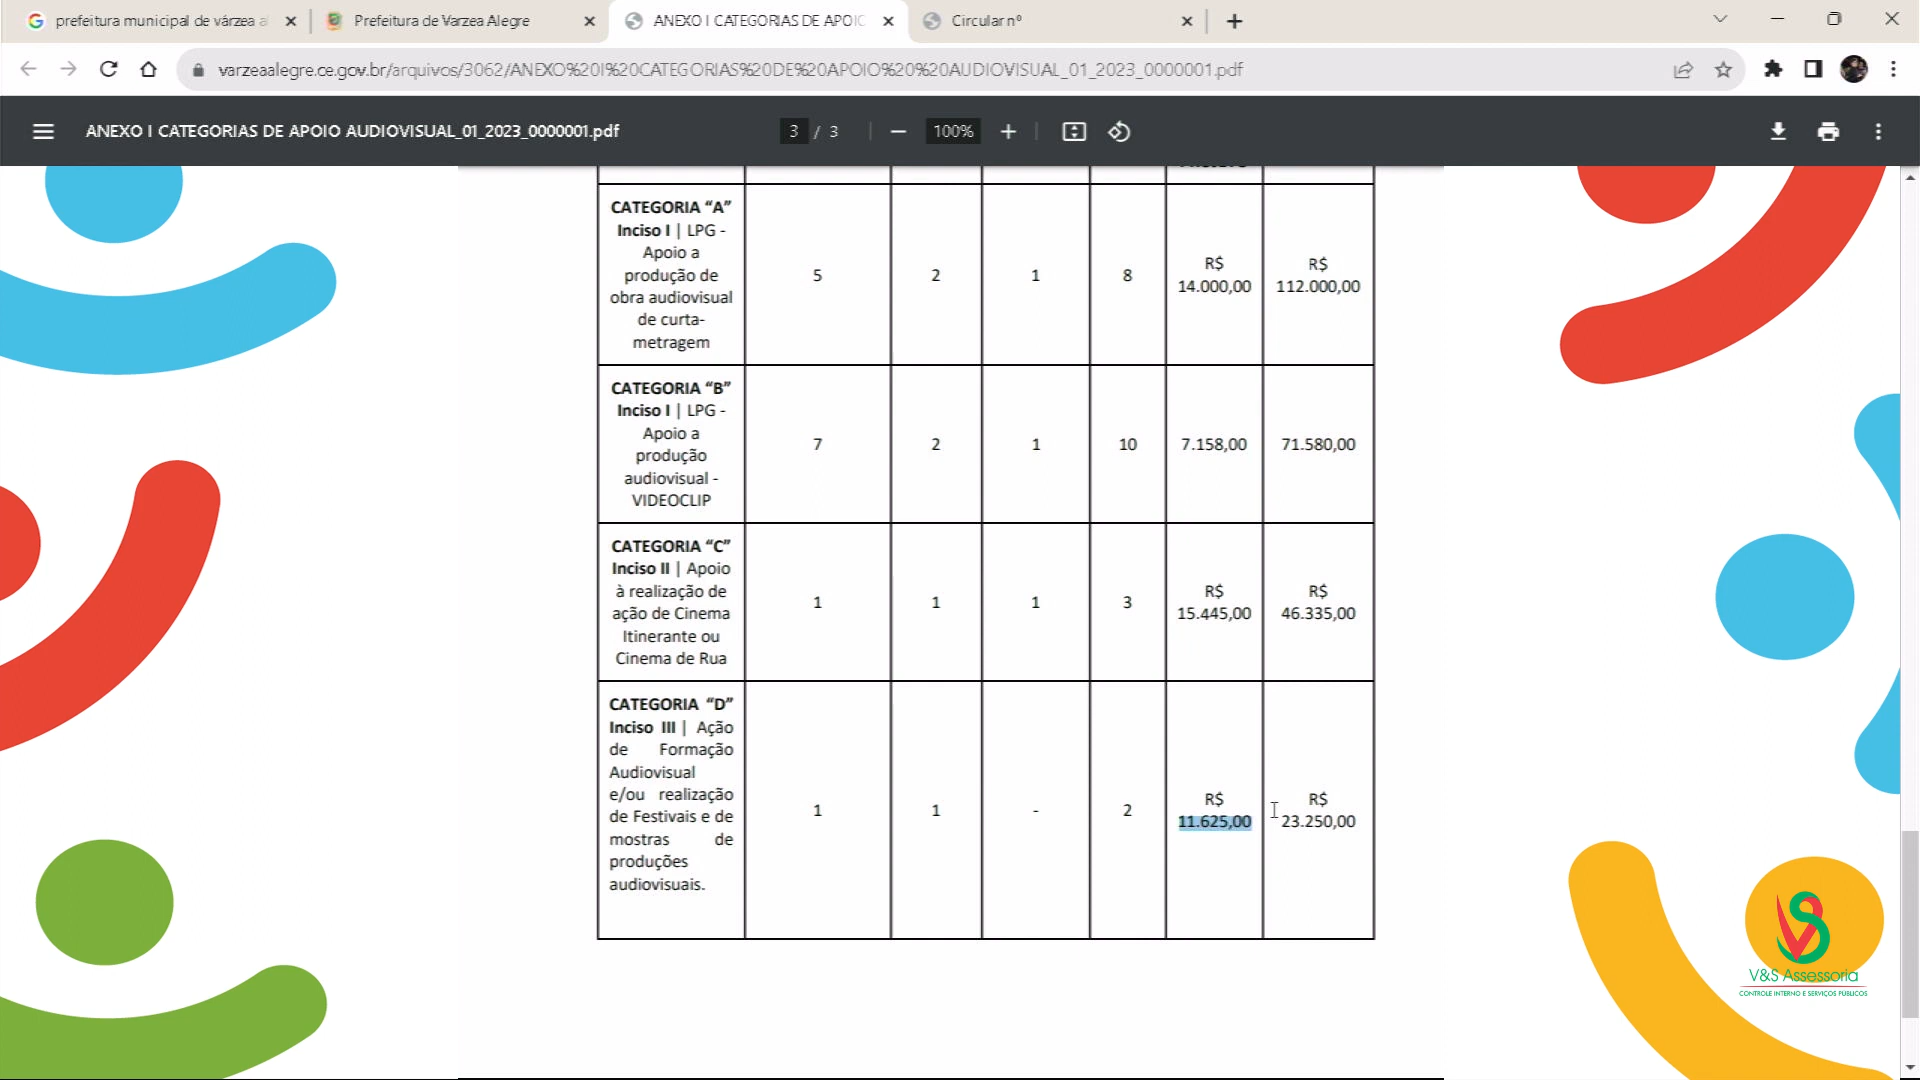 prefeitura municipal de várzea a
Prefeitura de Varzea Alegre
ANEXO I CATEGORIAS DE APOIO
Circular nº
varzeaalegre.ce.gov.br/arquivos/3062/ANEXO%20I%20CATEGORIAS%20DE%20APOIO%20%20AUDIOVISUAL_01_2023_0000001.pdf
ANEXO I CATEGORIAS DE APOIO AUDIOVISUAL_01_2023_0000001.pdf
3 / 3
100%
CATEGORIA “A”
Inciso I | LPG -
Apoio a
produção de
obra audiovisual
de curta-
metragem
5
2
1
8
R$
14.000,00
R$
112.000,00
CATEGORIA “B”
Inciso I | LPG -
Apoio a
produção
audiovisual -
VIDEOCLIP
7
2
1
10
7.158,00
71.580,00
CATEGORIA “C”
Inciso II | Apoio
à realização de
ação de Cinema
Itinerante ou
Cinema de Rua
1
1
1
3
R$
15.445,00
R$
46.335,00
CATEGORIA “D”
Inciso III | Ação
de Formação
Audiovisual
e/ou realização
de Festivais e de
mostras de
produções
audiovisuais.
1
1
-
2
R$
11.625,00
R$
23.250,00
V&S Assessoria
CONTROLE INTERNO E SERVIÇOS PÚBLICOS